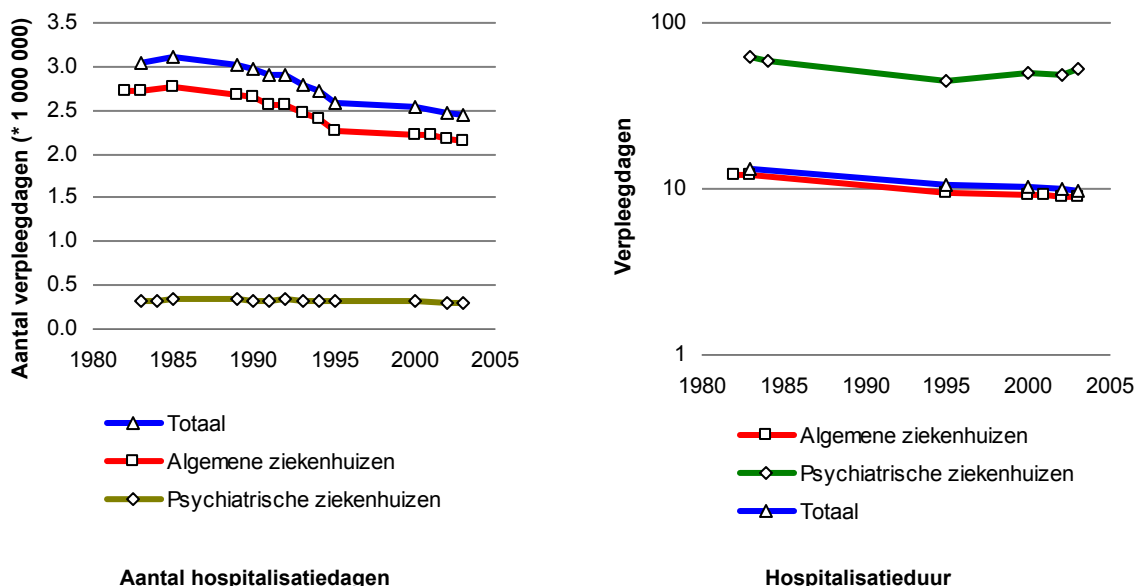 Aantal verpleegdagen (* 1 000 000)
3.5
3.0
2.5
2.0
1.5
1.0
0.5
0.0
1980 1985 1990 1995 2000 2005
Totaal
Algemene ziekenhuizen
Psychiatrische ziekenhuizen
Aantal hospitalisatiedagen
Verpleegdagen
100
10
1
1980 1985 1990 1995 2000 2005
Algemene ziekenhuizen
Psychiatrische ziekenhuizen
Totaal
Hospitalisatieduur